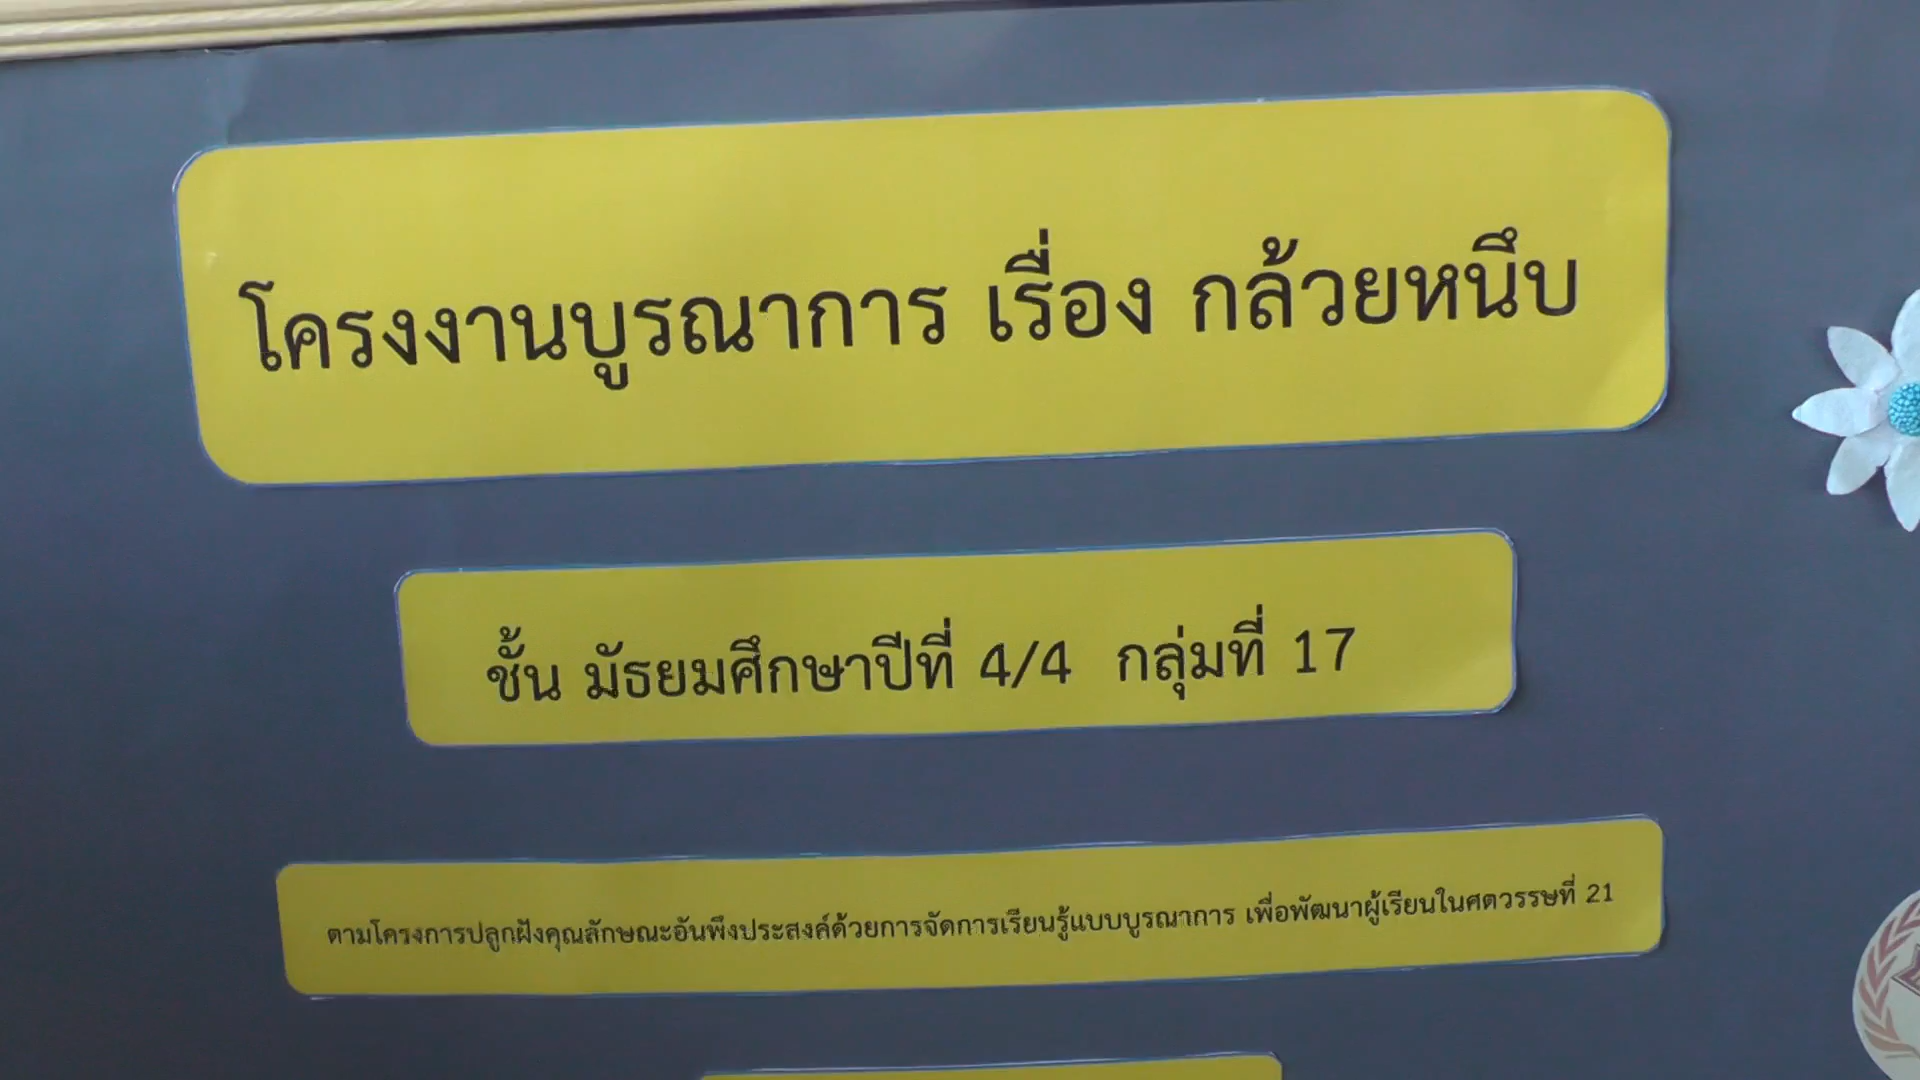 โครงงานบูรณาการ เรื่อง กล้วยหนึบ
ชั้น มัธยมศึกษาปีที่ 4/4 กลุ่มที่ 17
ตามโครงการปลูกฝังคุณลักษณะอันพึงประสงค์ด้วยการจัดการเรียนรู้แบบบูรณาการ เพื่อพัฒนาผู้เรียนในศตวรรษที่ 21